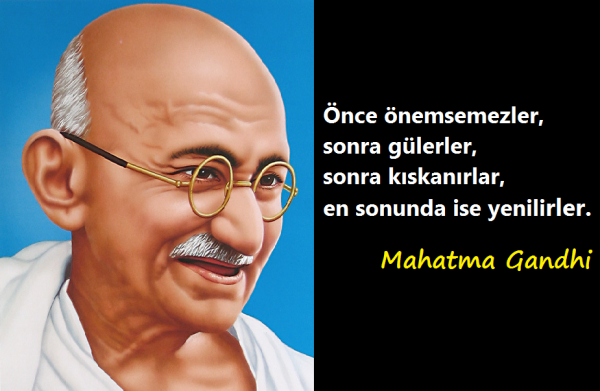 Önce önemsemezler,
sonra gülerler,
sonra kıskanırlar,
en sonunda ise yenilirler.
Mahatma Gandhi